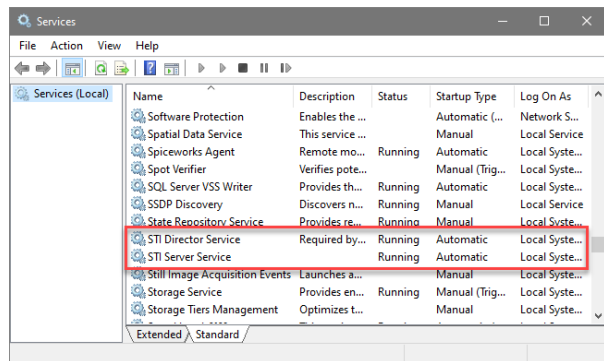 Services
File Action View Help
Services (Local)
Name Description Status Startup Type Log On As
Software Protection Enables the ... Automatic (... Network S...
Spatial Data Service This service ... Manual Local Service
Spiceworks Agent Remote mo... Running Automatic Local Syste...
Spot Verifier Verifies pote... Manual (Trig... Local Syste...
SQL Server VSS Writer Provides th... Running Automatic Local Syste...
SSDP Discovery Discovers n... Running Manual Local Service
State Repository Service Provides re... Running Manual Local Syste...
STI Director Service Required by... Running Automatic Local Syste...
STI Server Service Running Automatic Local Syste...
Still Image Acquisition Events Launches a... Manual Local Syste...
Storage Service Provides en... Running Manual (Trig... Local Syste...
Storage Tiers Management Optimizes t... Manual Local Syste...
Extended Standard